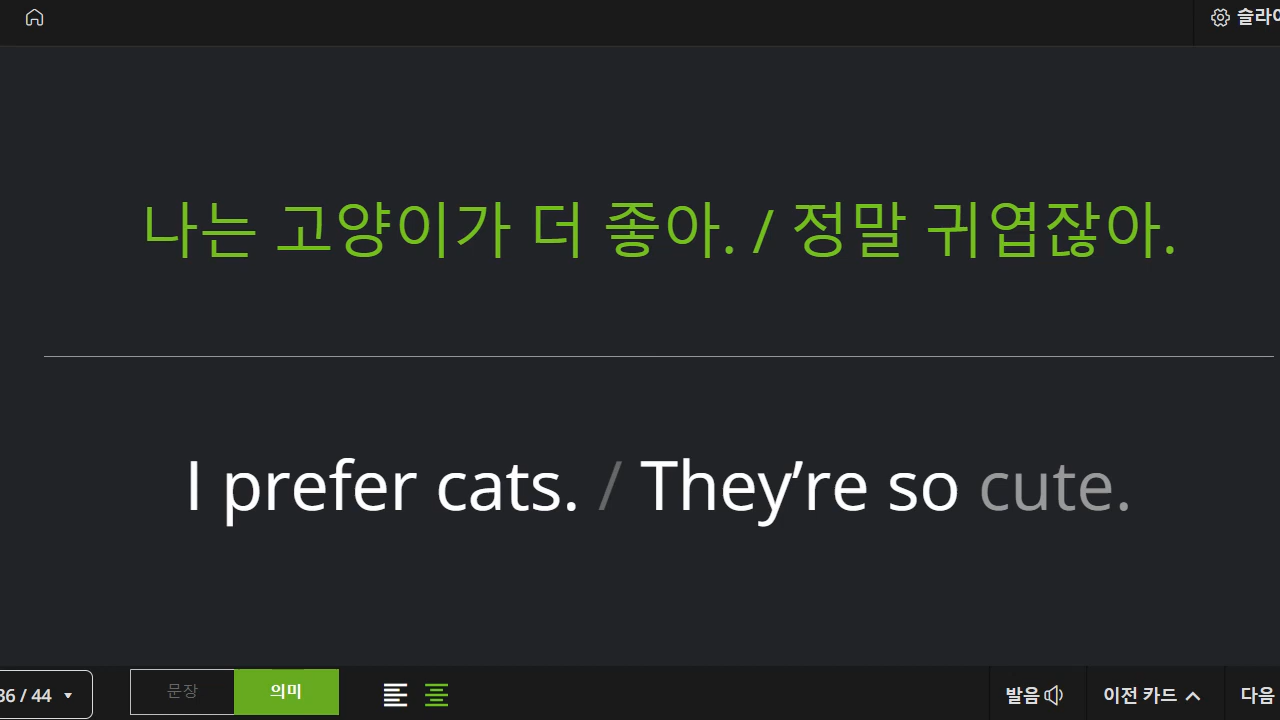 슬라이
나는 고양이가 더 좋아. / 정말 귀엽잖아.
I prefer cats. / They’re so cute.
36 / 44 문장 의미 발음 이전 카드 다음